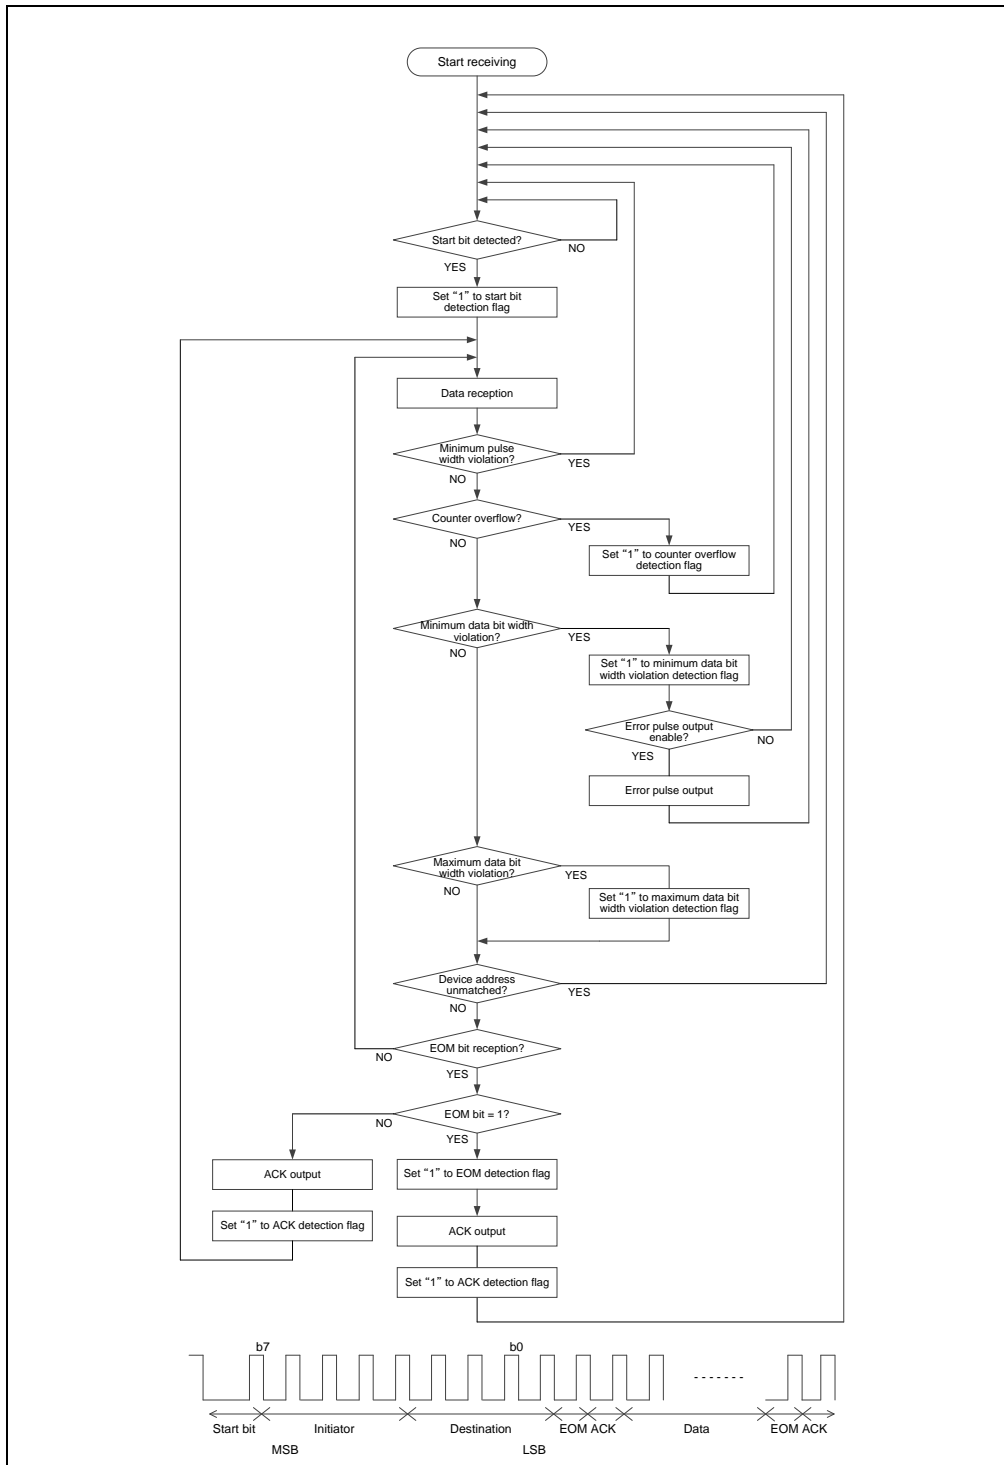 Start receiving
Start bit detected?
NO
YES
Set “1” to start bit
detection flag
Data reception
Minimum pulse
width violation?
YES
NO
Counter overflow?
YES
NO
Set “1” to counter overflow
detection flag
Minimum data bit width
violation?
YES
NO
Set “1” to minimum data bit
width violation detection flag
Error pulse output
enable?
NO
YES
Error pulse output
Maximum data bit
width violation?
YES
NO
Set “1” to maximum data bit
width violation detection flag
Device address
unmatched?
YES
NO
EOM bit reception?
NO
YES
EOM bit = 1?
NO
YES
ACK output
Set “1” to EOM detection flag
Set “1” to ACK detection flag
ACK output
Set “1” to ACK detection flag
b7
b0
Start bit
Initiator
Destination
EOM
ACK
Data
EOM
ACK
MSB
LSB